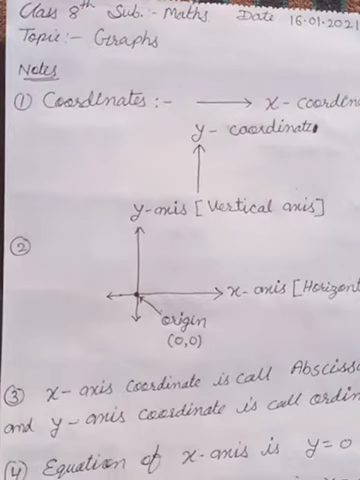 Class 8th Sub.:- Maths Date 16-01-2021
Topic:- Graphs
Notes
① Coordinates:- → x-coordin
y-coordinate
y-axis [Vertical axis]
②
x-axis [Horizont
origin
(0,0)
③ x-axis coordinate is call Absciss
and y-axis coordinate is call ordin
④ Equation of x-axis is y=0